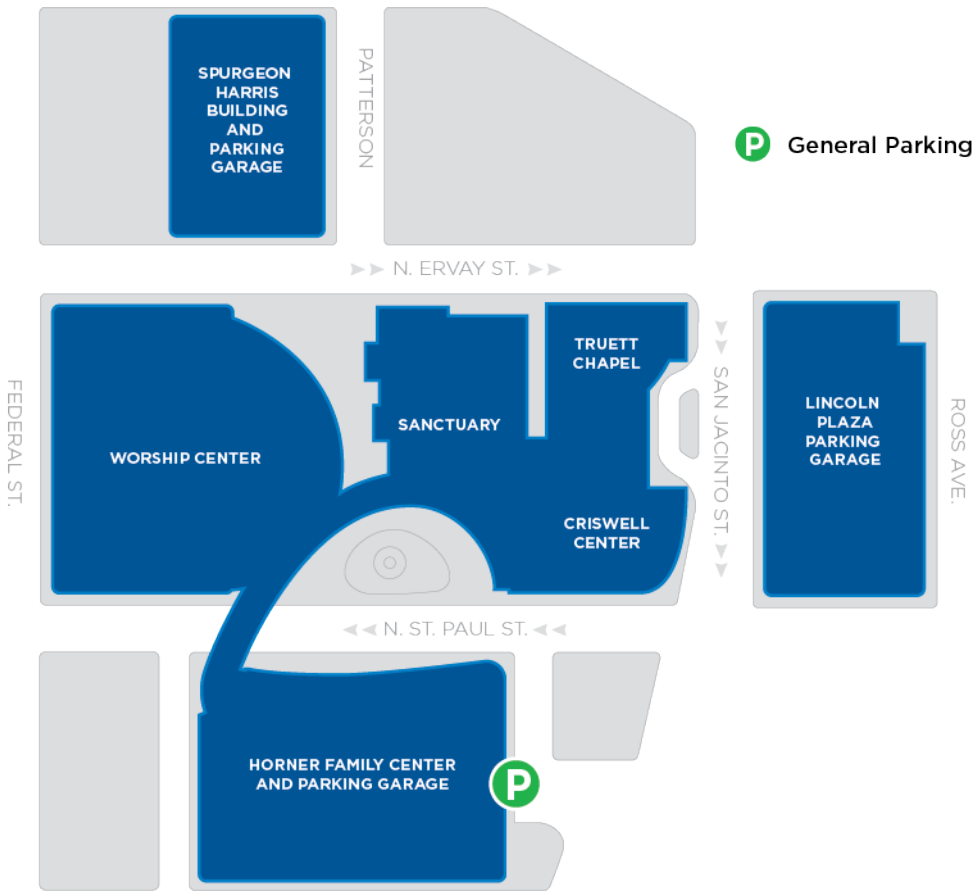 SPURGEON
HARRIS
BUILDING
AND
PARKING
GARAGE
PATTERSON
P General Parking
N. ERVAY ST.
TRUETT
CHAPEL
SANCTUARY
WORSHIP CENTER
CRISWELL
CENTER
FEDERAL ST.
SAN JACINTO ST.
LINCOLN
PLAZA
PARKING
GARAGE
ROSS AVE.
N. ST. PAUL ST.
HORNER FAMILY CENTER
AND PARKING GARAGE
P